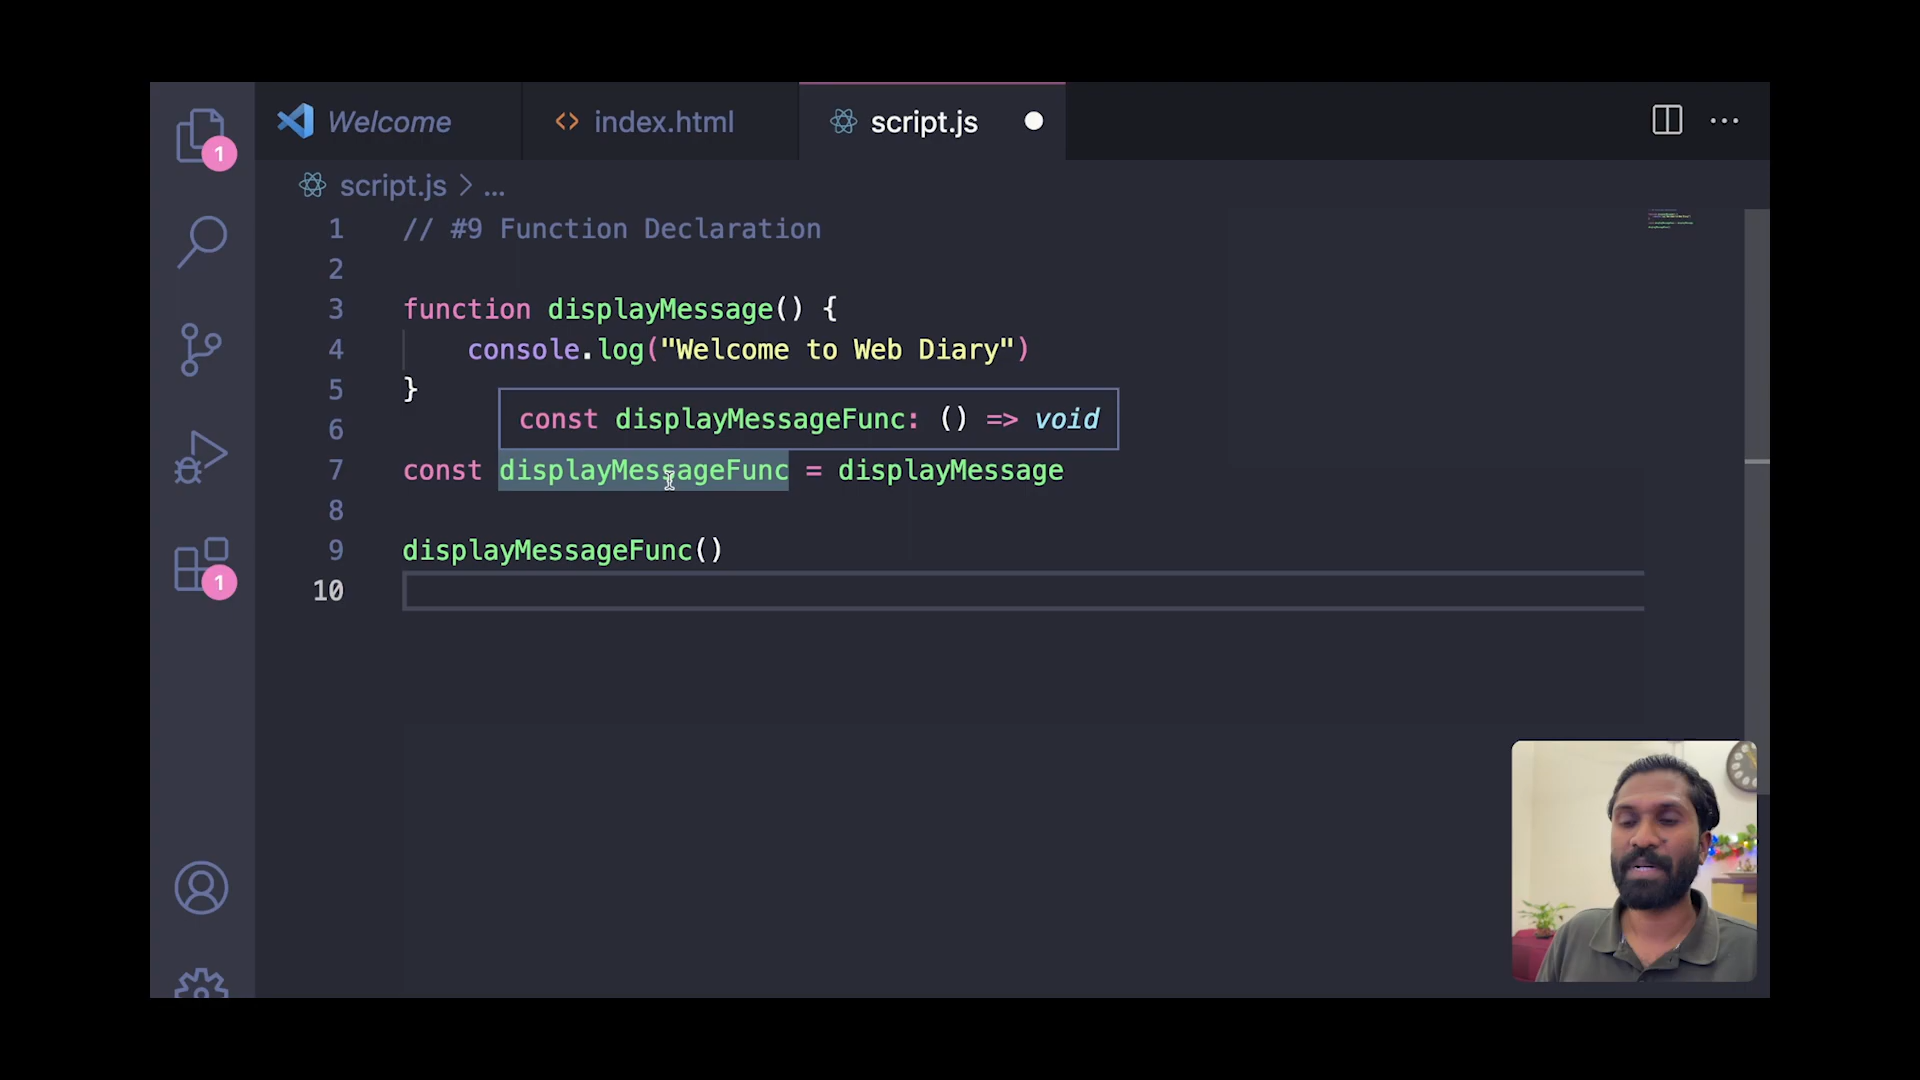 Welcome
index.html
script.js
script.js > ...
1 // #9 Function Declaration
2
3 function displayMessage() {
4 console.log("Welcome to Web Diary")
5 }
6
const displayMessageFunc: () => void
7 const displayMessageFunc = displayMessage
8
9 displayMessageFunc()
10
1
1